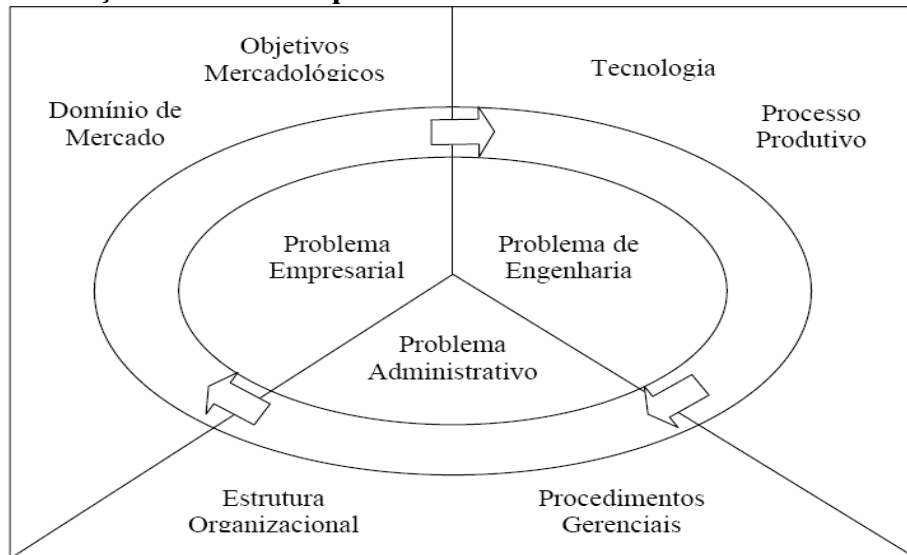 Objetivos
Mercadológicos
Domínio de
Mercado
Tecnologia
Processo
Produtivo
Problema
Empresarial
Problema de
Engenharia
Problema
Administrativo
Estrutura
Organizacional
Procedimentos
Gerenciais